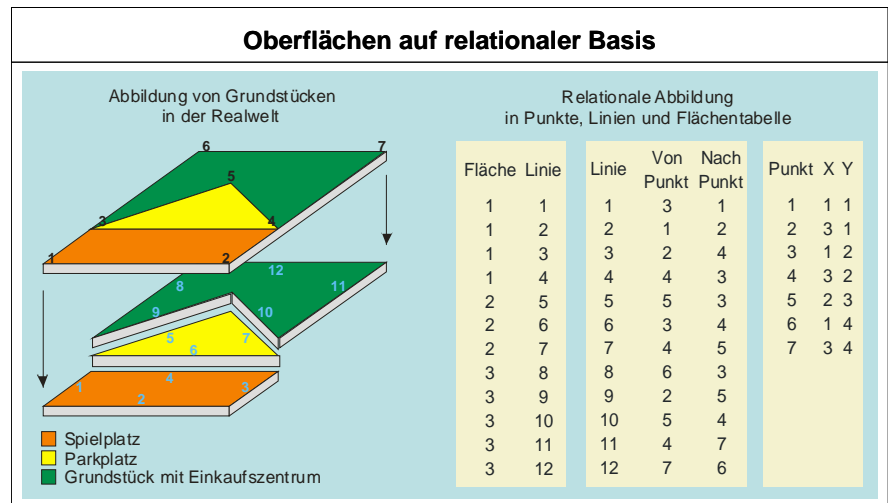 Oberflächen auf relationaler Basis
Abbildung von Grundstücken
in der Realwelt
6
7
5
3
4
1
2
12
8
11
9
10
5
7
6
4
1
3
2
Spielplatz
Parkplatz
Grundstück mit Einkaufszentrum
Relationale Abbildung
in Punkte, Linien und Flächentabelle
Fläche Linie
1 1
1 2
1 3
1 4
2 5
2 6
2 7
3 8
3 9
3 10
3 11
3 12
Von Nach
Linie Punkt Punkt
1 3 1
2 1 2
3 2 4
4 4 3
5 5 3
6 3 4
7 4 5
8 6 3
9 2 5
10 5 4
11 4 7
12 7 6
Punkt X Y
1 1 1
2 3 1
3 1 2
4 3 2
5 2 3
6 1 4
7 3 4